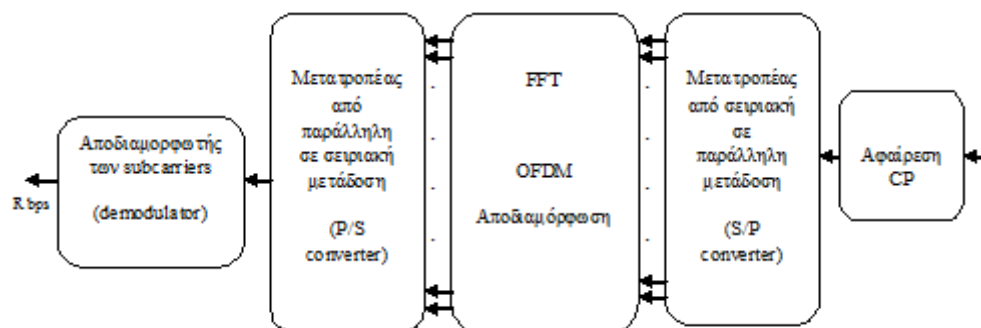 R bps
Αποδιαμορφωτής
των subcarriers
(demodulator)
Μετατροπέας
από
παράλληλη
σε σειριακή
μετάδοση
(P/S
converter)
FFT
OFDM
Αποδιαμόρφωση
Μετατροπέας
από σειριακή
σε
παράλληλη
μετάδοση
(S/P
converter)
Αφαίρεση
CP